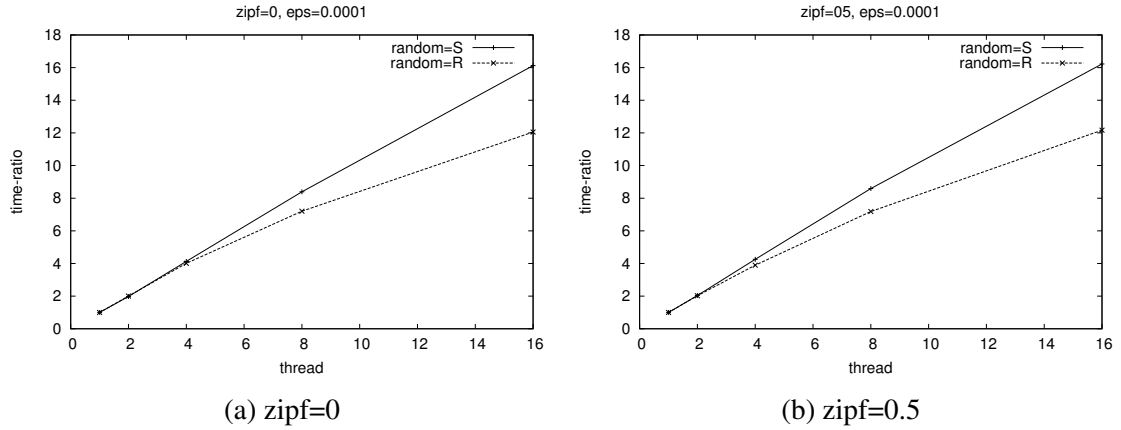 zipf=0, eps=0.0001
18
16
14
12
10
8
6
4
2
0
time-ratio
random=S
random=R
0 2 4 6 8 10 12 14 16
thread
(a) zipf=0
zipf=05, eps=0.0001
18
16
14
12
10
8
6
4
2
0
time-ratio
random=S
random=R
0 2 4 6 8 10 12 14 16
thread
(b) zipf=0.5